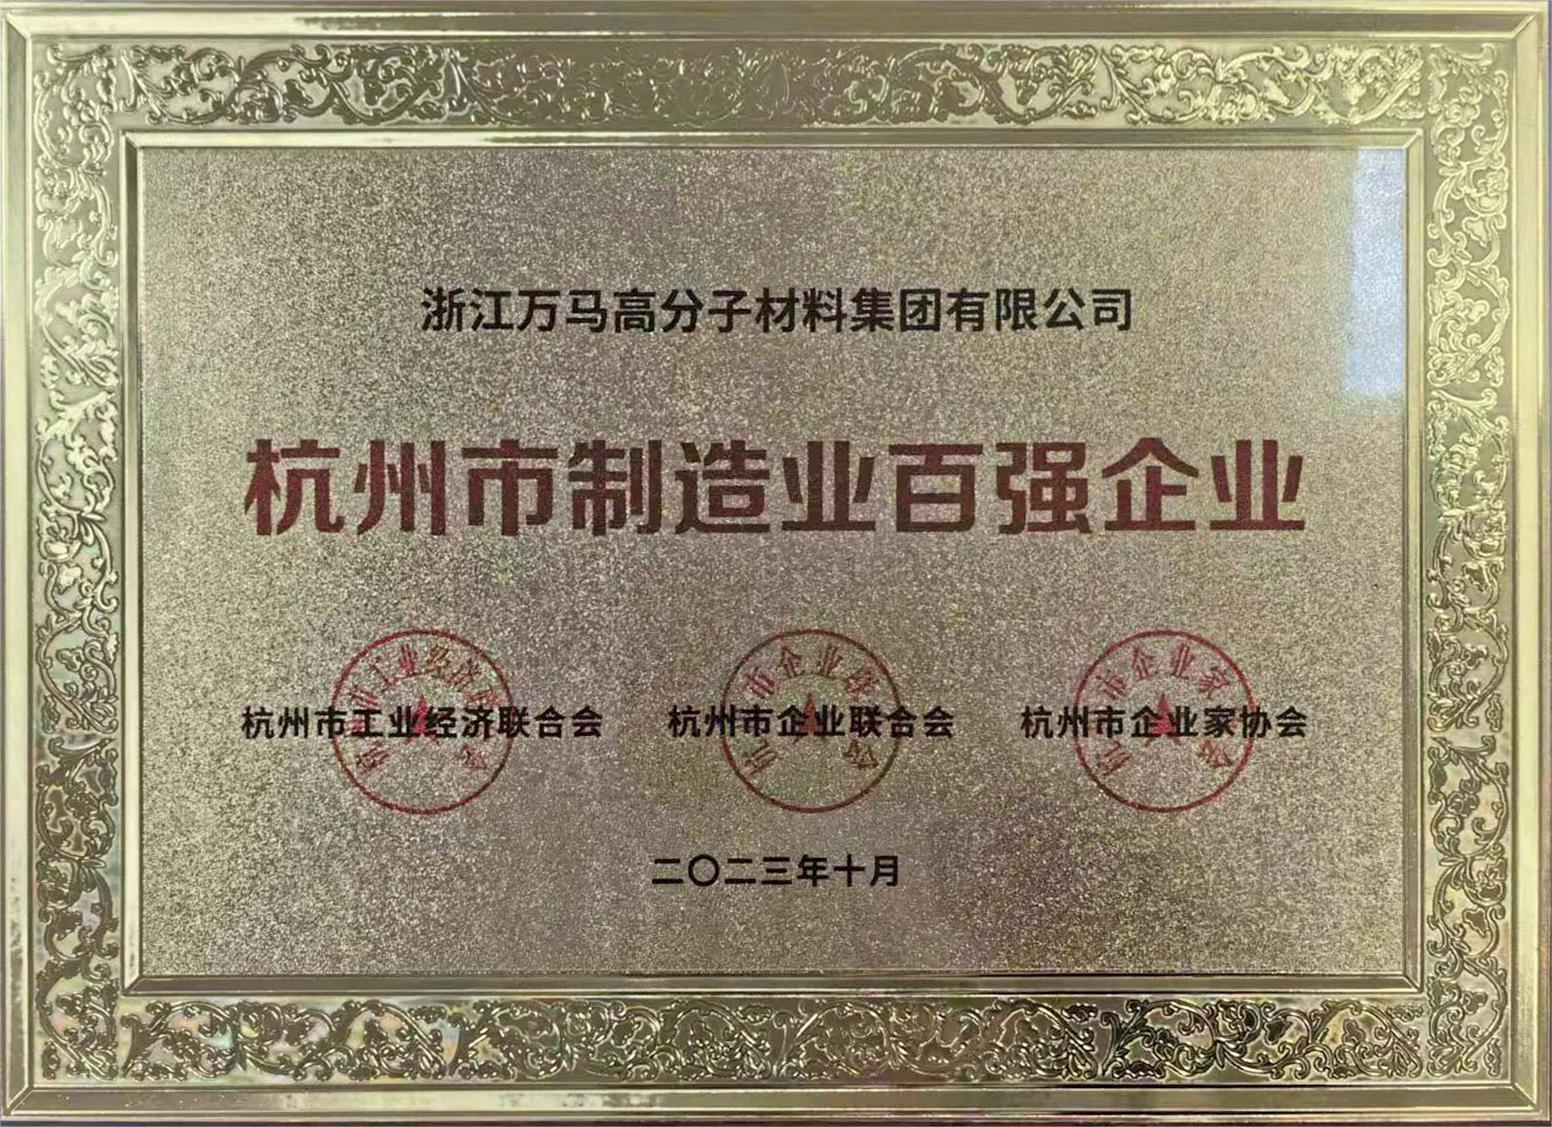 浙江万马高分子材料集团有限公司
杭州市制造业百强企业
杭州市工业经济联合会 杭州市企业联合会 杭州市企业家协会
二〇二三年十月